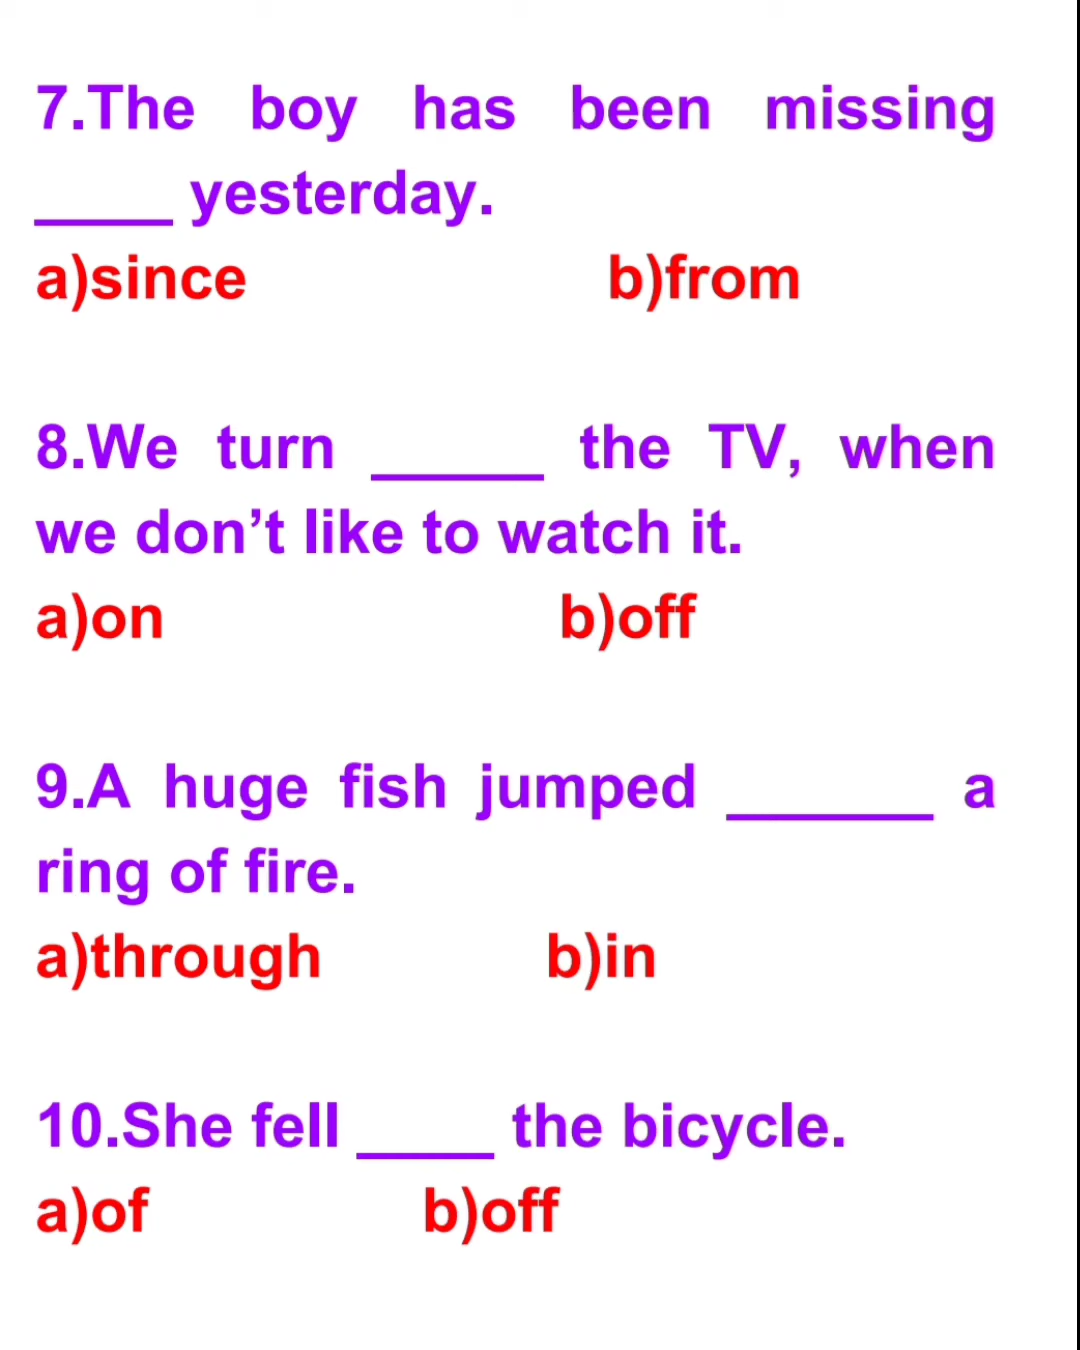 7.The boy has been missing
____ yesterday.
a)since b)from
8.We turn _____ the TV, when
we don’t like to watch it.
a)on b)off
9.A huge fish jumped ______ a
ring of fire.
a)through b)in
10.She fell ____ the bicycle.
a)of b)off